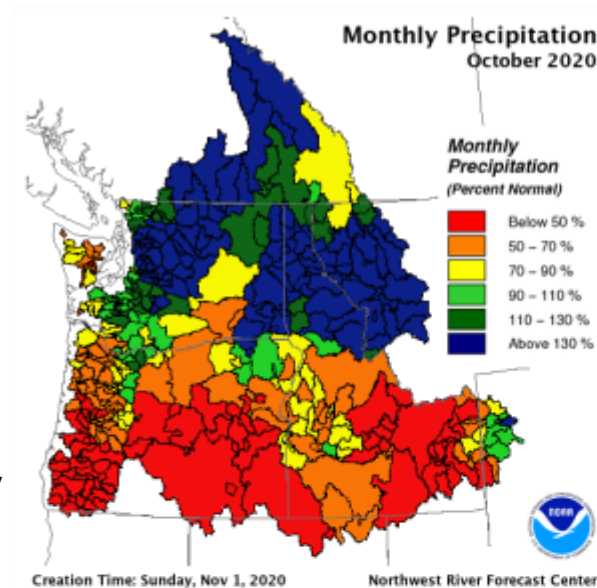 Monthly Precipitation
October 2020
Monthly
Precipitation
(Percent Normal)
Below 50 %
50 – 70 %
70 – 90 %
90 – 110 %
110 – 130 %
Above 130 %
NOAA
Creation Time: Sunday, Nov 1, 2020
Northwest River Forecast Center